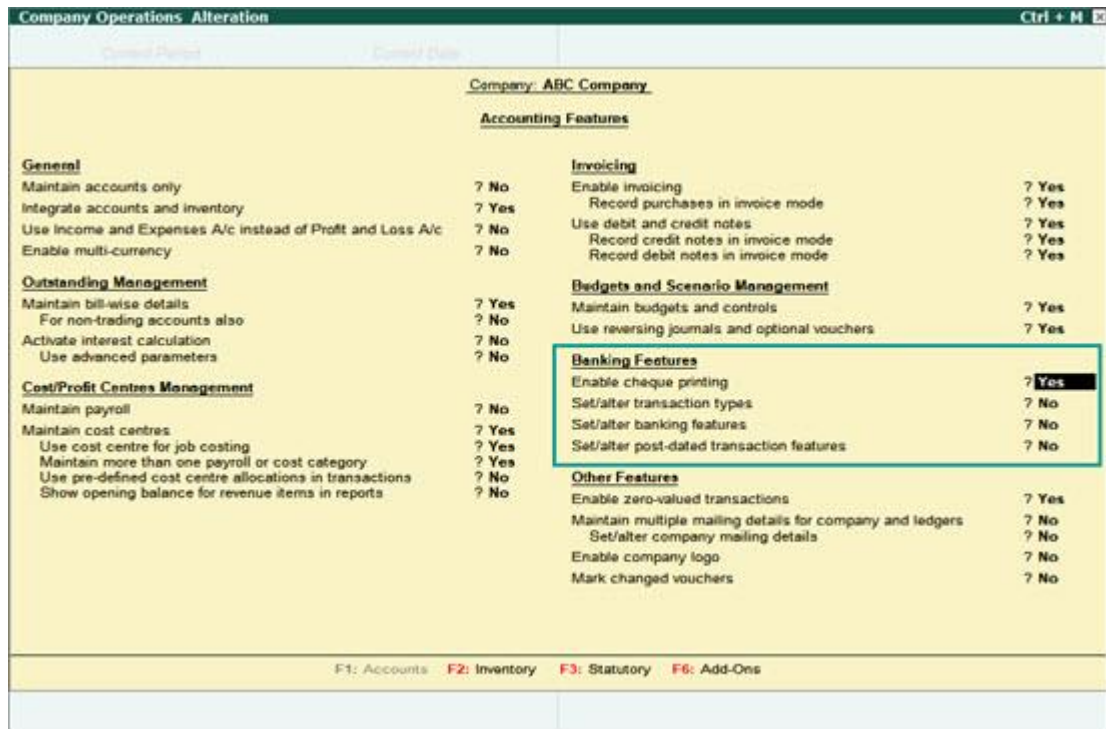 Company Operations Alteration Ctrl + M
Current Period Current Date
Company: ABC Company
Accounting Features
General
Maintain accounts only ? No
Integrate accounts and inventory ? Yes
Use Income and Expenses A/c instead of Profit and Loss A/c ? No
Enable multi-currency ? No
Outstanding Management
Maintain bill-wise details ? Yes
For non-trading accounts also ? No
Activate interest calculation ? No
Use advanced parameters ? No
Cost/Profit Centres Management
Maintain payroll ? No
Maintain cost centres ? Yes
Use cost centre for job costing ? Yes
Maintain more than one payroll or cost category ? Yes
Use pre-defined cost centre allocations in transactions ? No
Show opening balance for revenue items in reports ? No
Invoicing
Enable invoicing ? Yes
Record purchases in invoice mode ? Yes
Use debit and credit notes ? Yes
Record credit notes in invoice mode ? Yes
Record debit notes in invoice mode ? Yes
Budgets and Scenario Management
Maintain budgets and controls ? Yes
Use reversing journals and optional vouchers ? Yes
Banking Features
Enable cheque printing ? Yes
Set/alter transaction types ? No
Set/alter banking features ? No
Set/alter post-dated transaction features ? No
Other Features
Enable zero-valued transactions ? Yes
Maintain multiple mailing details for company and ledgers ? No
Set/alter company mailing details ? No
Enable company logo ? No
Mark changed vouchers ? No
F1: Accounts F2: Inventory F3: Statutory F6: Add-Ons